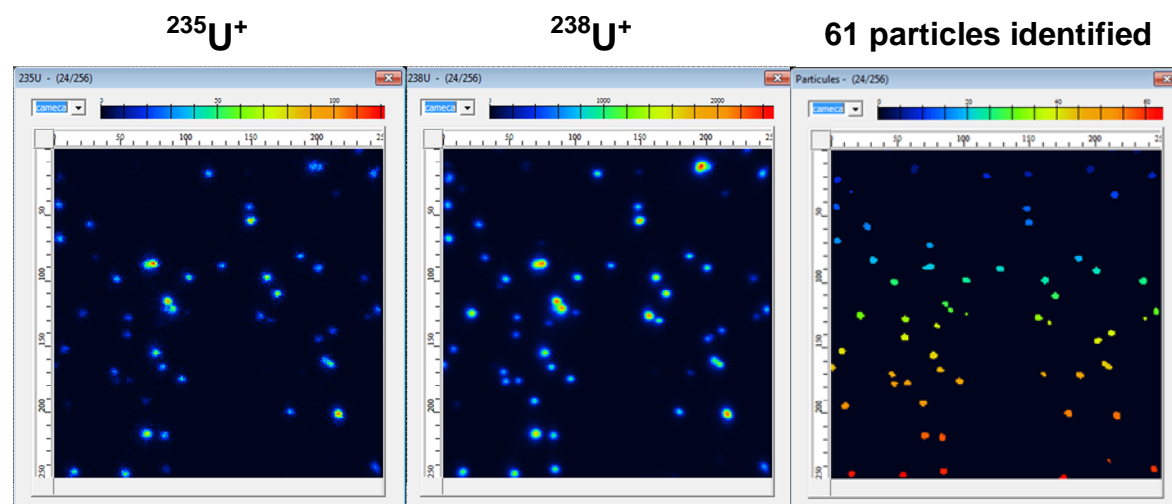 235U+ 238U+ 61 particles identified
235U - (24/256) 238U - (24/256) Particules - (24/256)
cameca 0 50 100 cameca 1000 2000 cameca 0 20 40 60
50 100 150 200 50 100 150 200 50 100 150 200
50 50 50
100 100 100
150 150 150
200 200 200
250 250 250